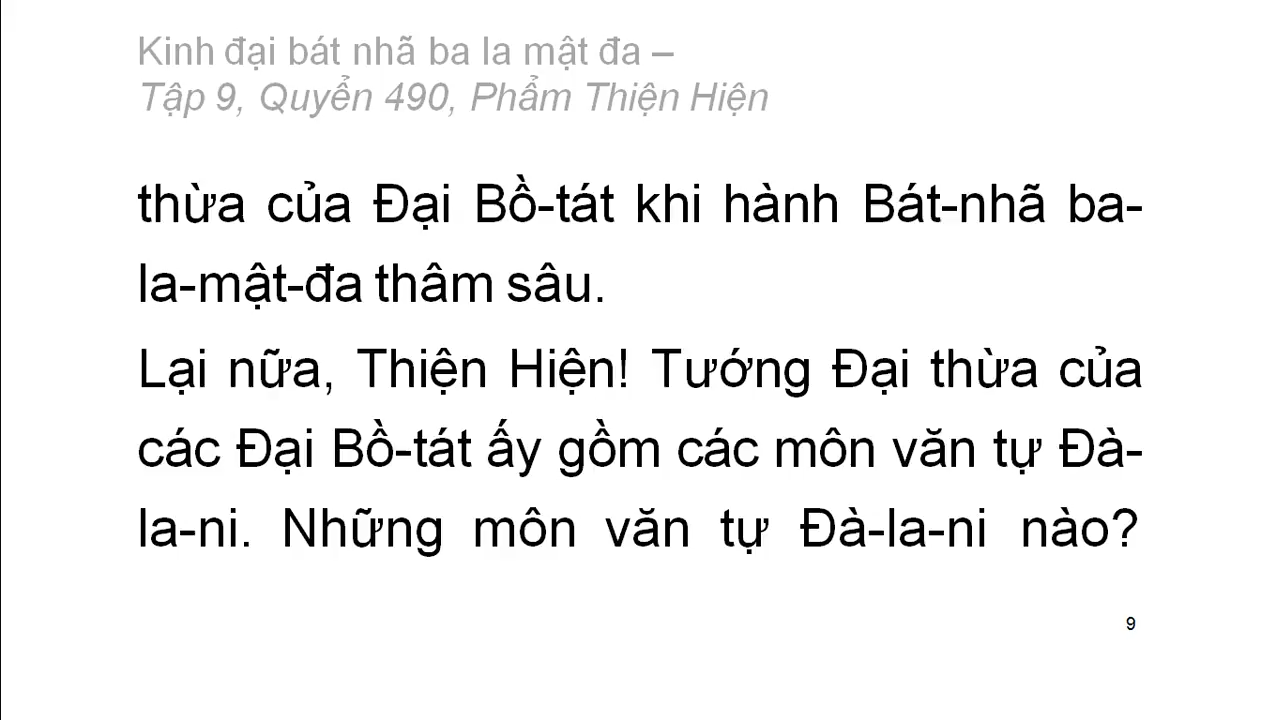 Kinh đại bát nhã ba la mật đa –
Tập 9, Quyển 490, Phẩm Thiện Hiện
thừa của Đại Bồ-tát khi hành Bát-nhã ba-
la-mật-đa thâm sâu.
Lại nữa, Thiện Hiện! Tướng Đại thừa của
các Đại Bồ-tát ấy gồm các môn văn tự Đà-
la-ni. Những môn văn tự Đà-la-ni nào?
9